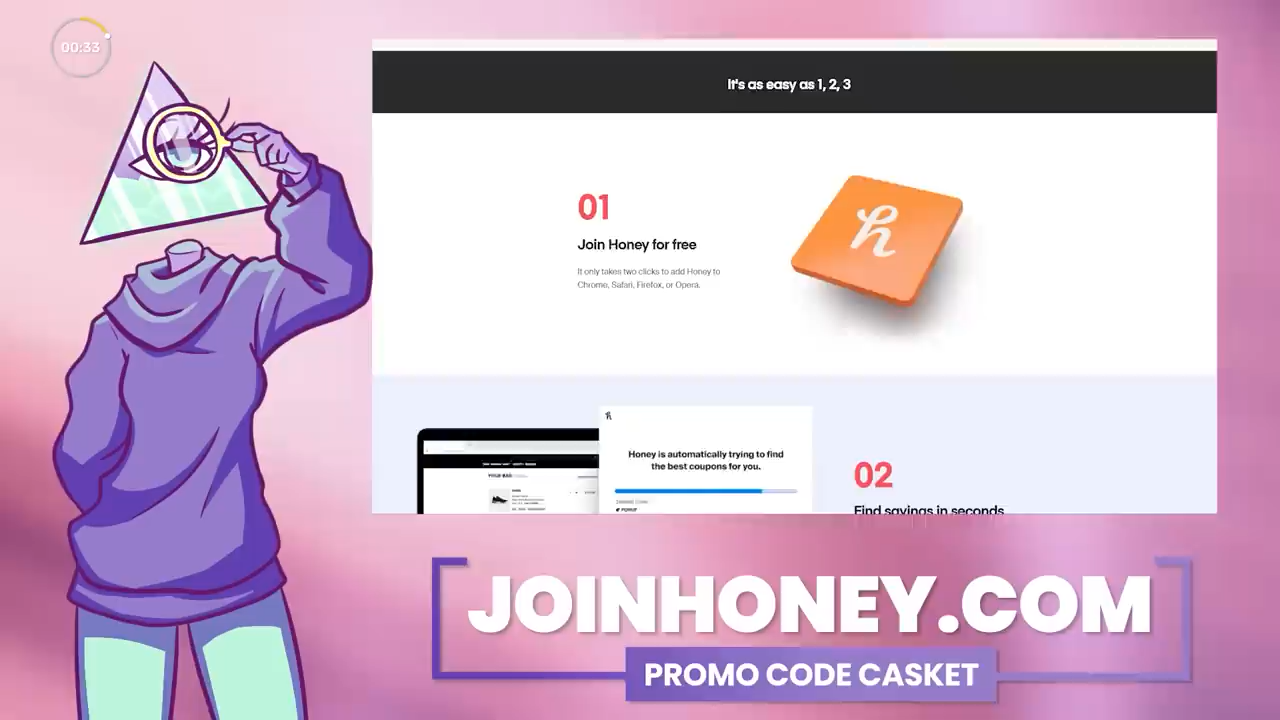 00:33
It's as easy as 1, 2, 3
01
Join Honey for free
It only takes two clicks to add Honey to
Chrome, Safari, Firefox, or Opera.
h
h
Honey is automatically trying to find
the best coupons for you.
02
Find savings in seconds
JOINHONEY.COM
PROMO CODE CASKET